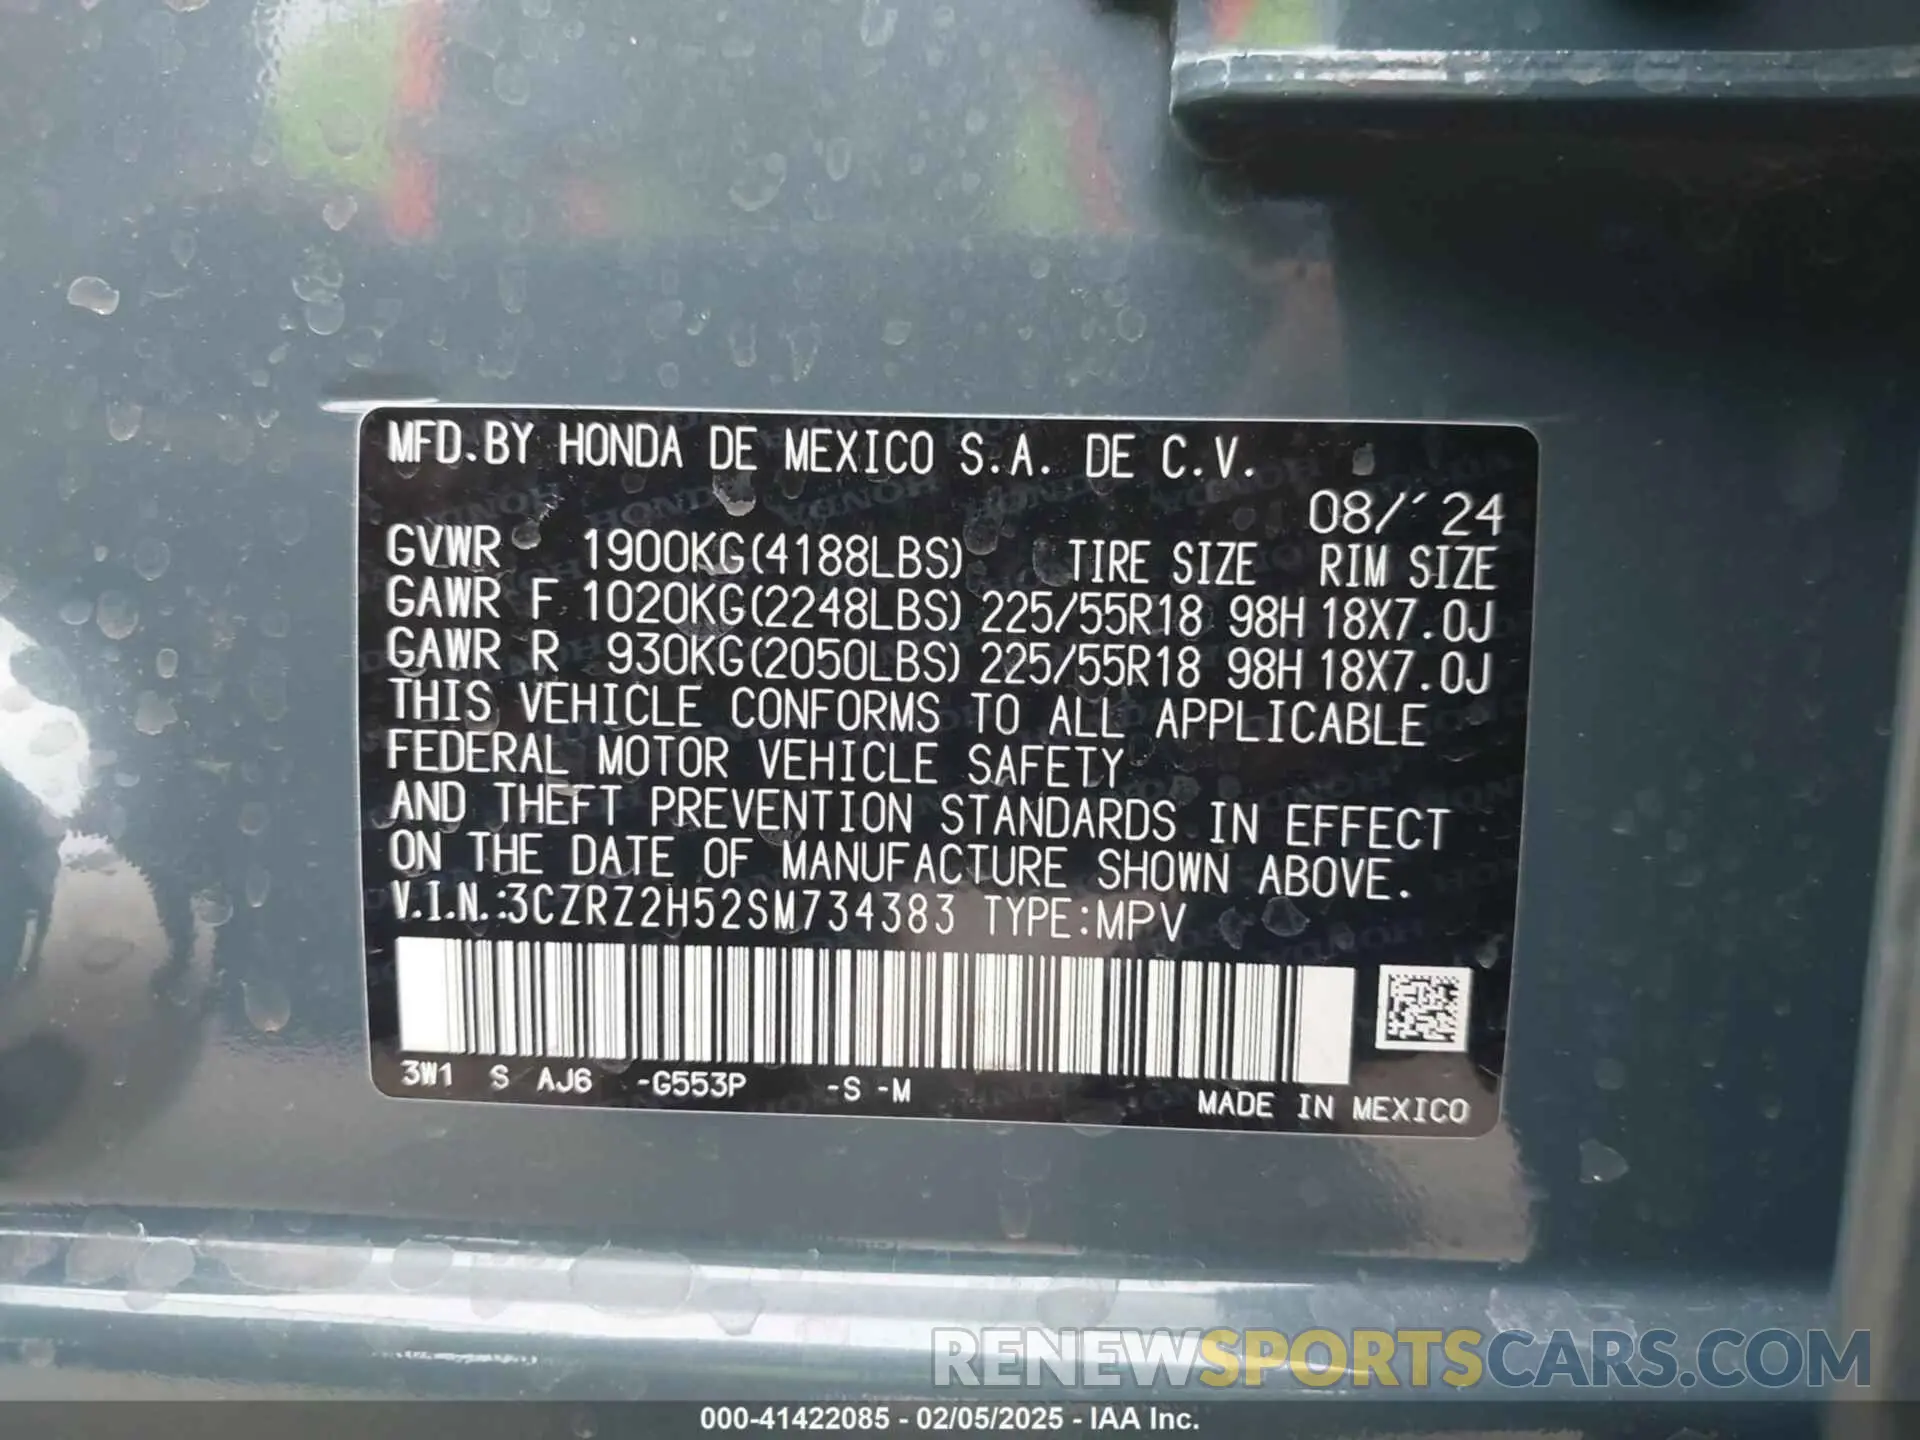 MFD.BY HONDA DE MEXICO S.A. DE C.V.
08/´24
GVWR 1900KG(4188LBS) TIRE SIZE RIM SIZE
GAWR F 1020KG(2248LBS) 225/55R18 98H 18X7.0J
GAWR R 930KG(2050LBS) 225/55R18 98H 18X7.0J
THIS VEHICLE CONFORMS TO ALL APPLICABLE
FEDERAL MOTOR VEHICLE SAFETY
AND THEFT PREVENTION STANDARDS IN EFFECT
ON THE DATE OF MANUFACTURE SHOWN ABOVE.
V.I.N.:3CZRZ2H52SM734383 TYPE:MPV
3W1 S AJ6 -G553P -S -M
MADE IN MEXICO
RENEWSPORTSCARS.COM
000-41422085 - 02/05/2025 - IAA Inc.